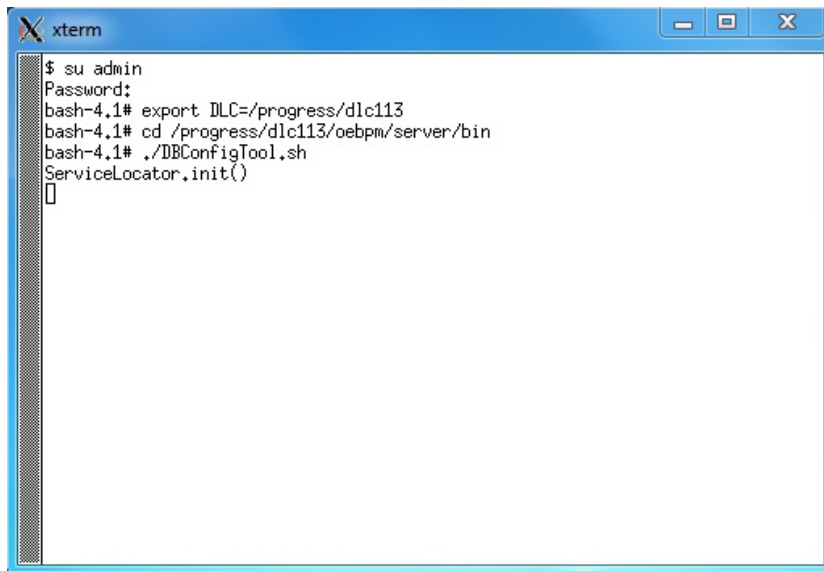 xterm
$ su admin
Password:
bash-4.1# export DLC=/progress/dlc113
bash-4.1# cd /progress/dlc113/oebpm/server/bin
bash-4.1# ./DBConfigTool.sh
ServiceLocator.init()